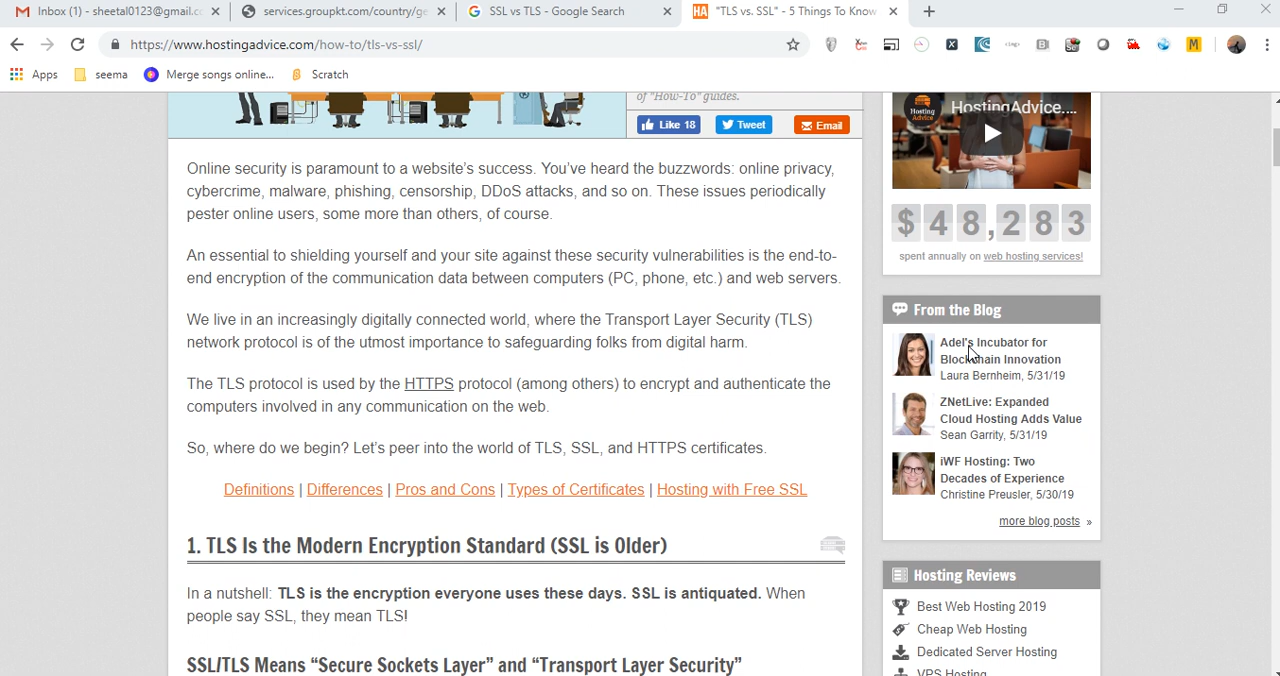 Inbox (1) - sheetal0123@gmail.c
services.groupkt.com/country/ge
SSL vs TLS - Google Search
"TLS vs. SSL" - 5 Things To Know
https://www.hostingadvice.com/how-to/tls-vs-ssl/
Apps
seema
Merge songs online...
Scratch
of "How-To" guides.
Like 18
Tweet
Email
Online security is paramount to a website's success. You've heard the buzzwords: online privacy,
cybercrime, malware, phishing, censorship, DDoS attacks, and so on. These issues periodically
pester online users, some more than others, of course.
An essential to shielding yourself and your site against these security vulnerabilities is the end-to-
end encryption of the communication data between computers (PC, phone, etc.) and web servers.
We live in an increasingly digitally connected world, where the Transport Layer Security (TLS)
network protocol is of the utmost importance to safeguarding folks from digital harm.
The TLS protocol is used by the HTTPS protocol (among others) to encrypt and authenticate the
computers involved in any communication on the web.
So, where do we begin? Let's peer into the world of TLS, SSL, and HTTPS certificates.
Definitions | Differences | Pros and Cons | Types of Certificates | Hosting with Free SSL
1. TLS Is the Modern Encryption Standard (SSL is Older)
In a nutshell: TLS is the encryption everyone uses these days. SSL is antiquated. When
people say SSL, they mean TLS!
SSL/TLS Means “Secure Sockets Layer” and “Transport Layer Security”
Hosting
Advice
HostingAdvice....
$48,283
spent annually on web hosting services!
From the Blog
Adel's Incubator for
Blockchain Innovation
Laura Bernheim, 5/31/19
ZNetLive: Expanded
Cloud Hosting Adds Value
Sean Garrity, 5/31/19
iWF Hosting: Two
Decades of Experience
Christine Preusler, 5/30/19
more blog posts »
Hosting Reviews
Best Web Hosting 2019
Cheap Web Hosting
Dedicated Server Hosting
VPS Hosting